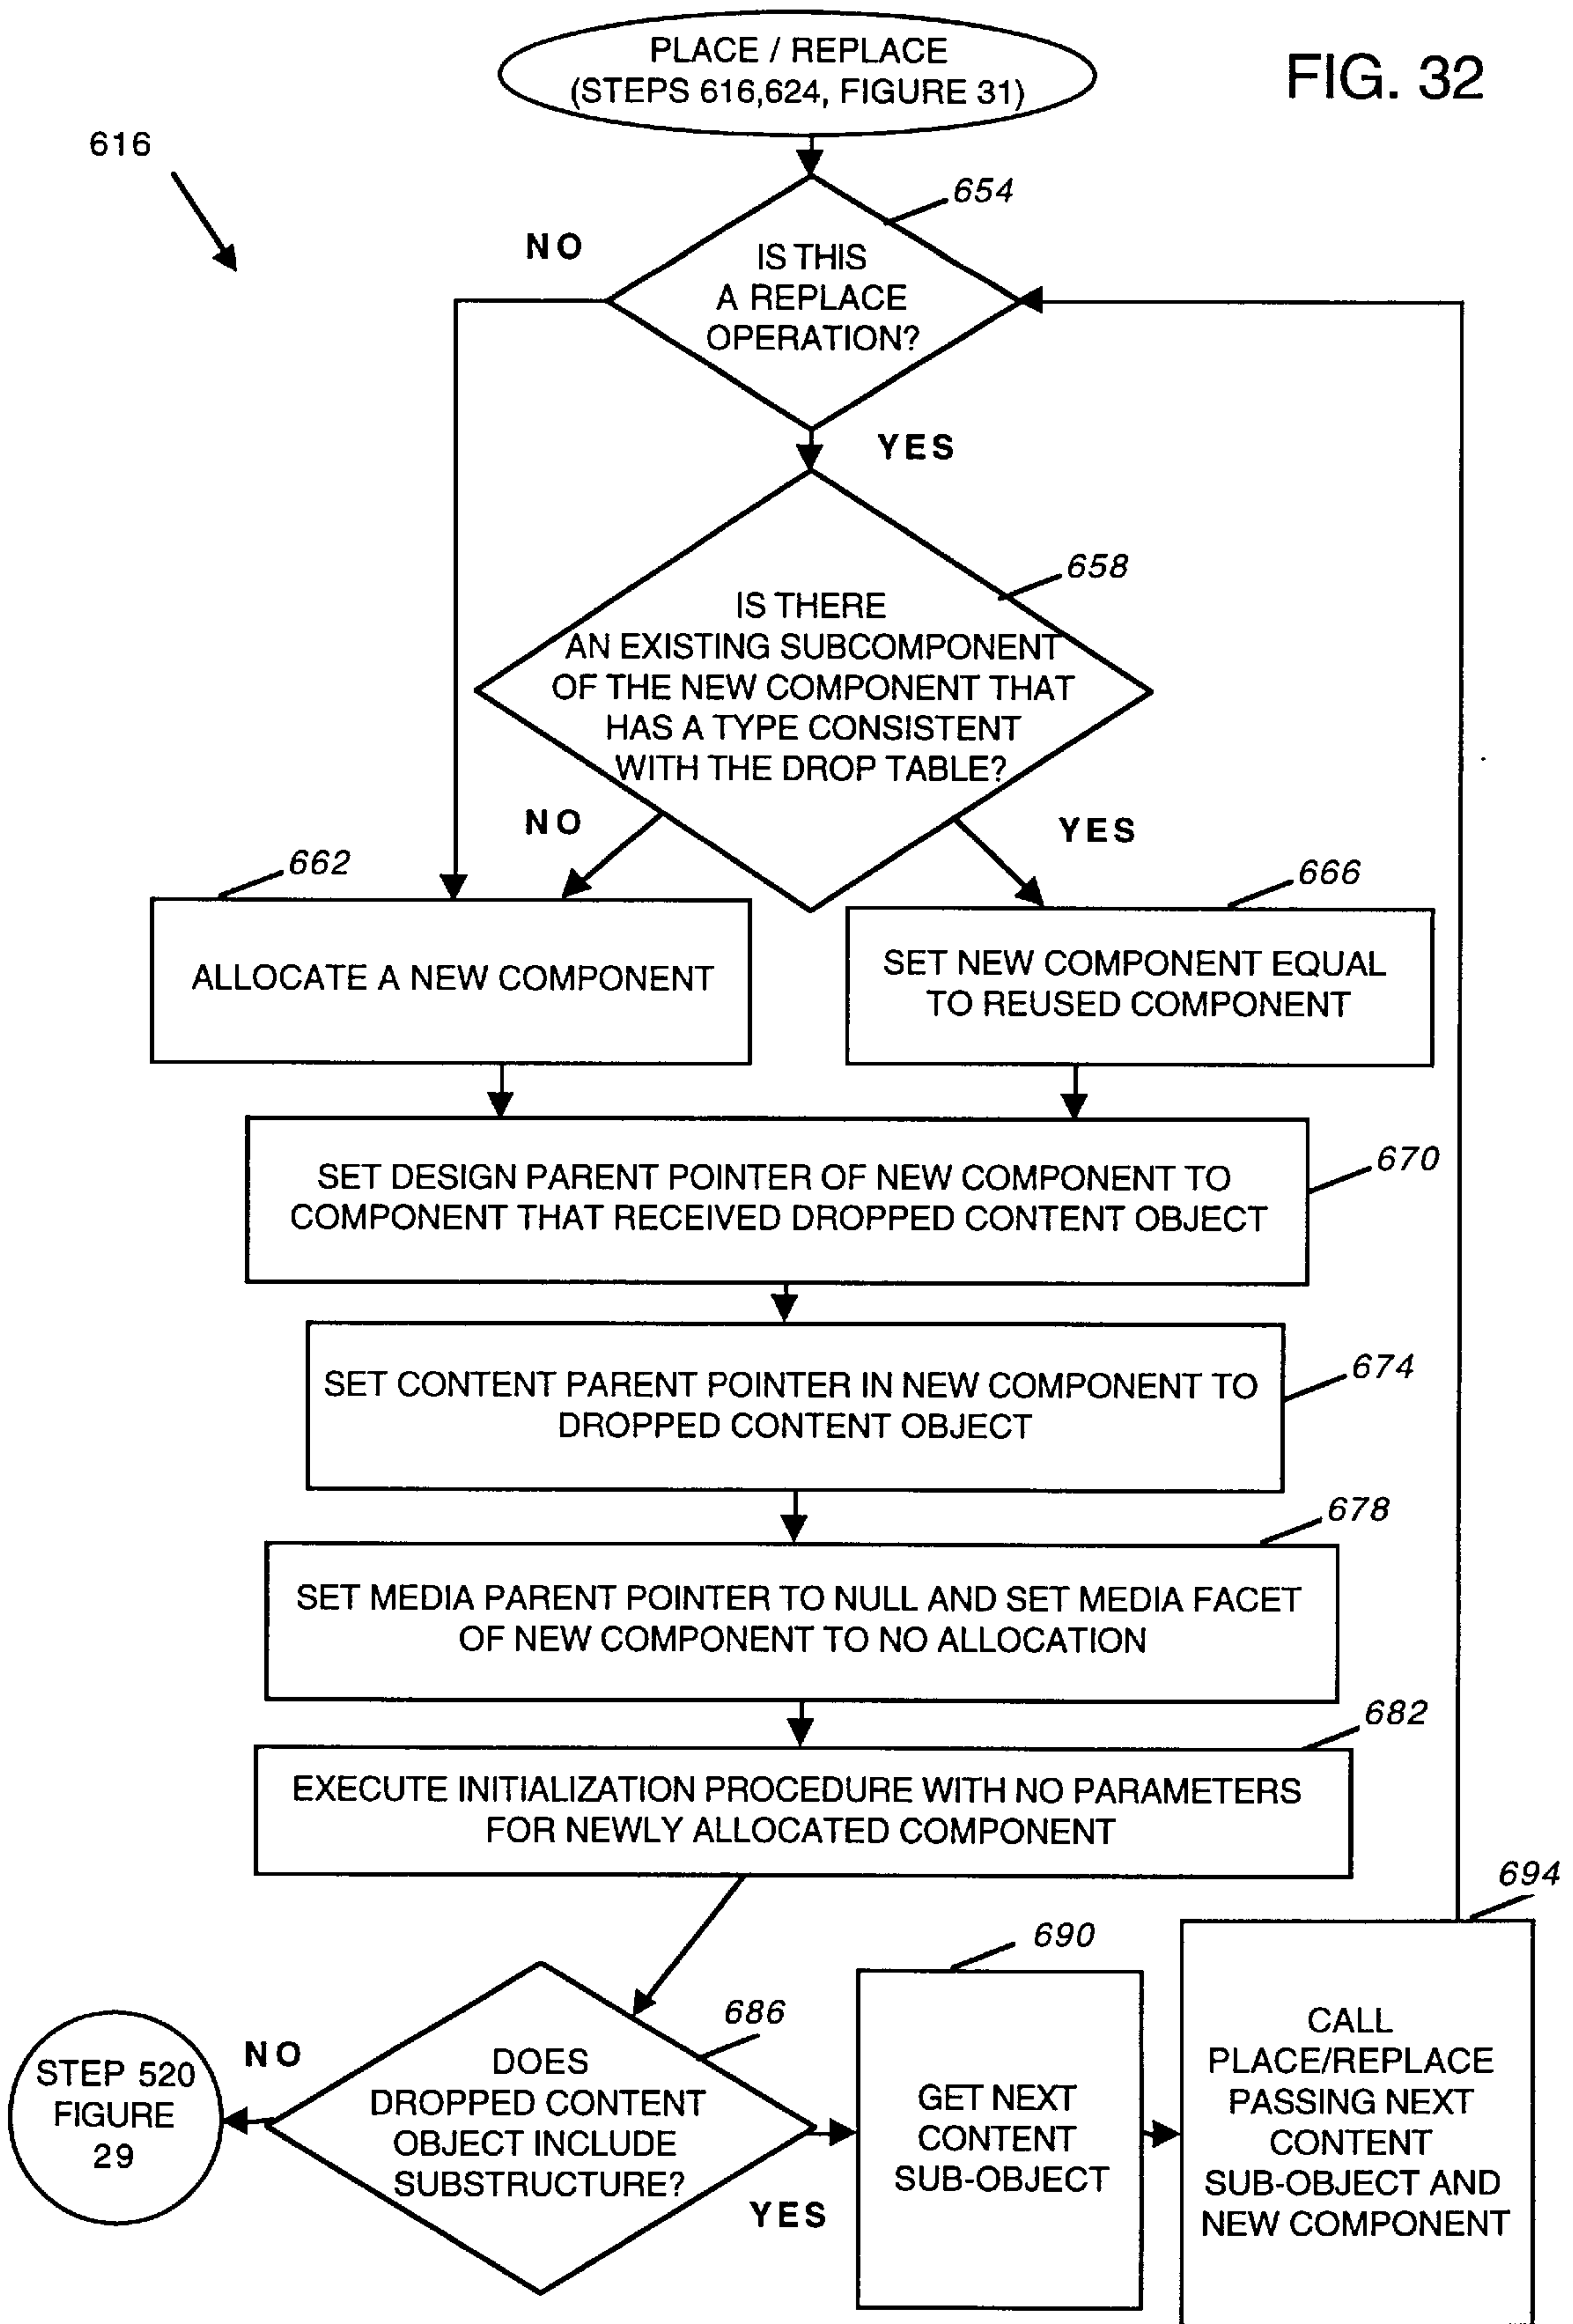 PLACE / REPLACE
(STEPS 616,624, FIGURE 31)
FIG. 32
616
654
NO
IS THIS
A REPLACE
OPERATION?
YES
658
IS THERE
AN EXISTING SUBCOMPONENT
OF THE NEW COMPONENT THAT
HAS A TYPE CONSISTENT
WITH THE DROP TABLE?
NO
YES
662
666
ALLOCATE A NEW COMPONENT
SET NEW COMPONENT EQUAL
TO REUSED COMPONENT
670
SET DESIGN PARENT POINTER OF NEW COMPONENT TO
COMPONENT THAT RECEIVED DROPPED CONTENT OBJECT
674
SET CONTENT PARENT POINTER IN NEW COMPONENT TO
DROPPED CONTENT OBJECT
678
SET MEDIA PARENT POINTER TO NULL AND SET MEDIA FACET
OF NEW COMPONENT TO NO ALLOCATION
682
EXECUTE INITIALIZATION PROCEDURE WITH NO PARAMETERS
FOR NEWLY ALLOCATED COMPONENT
686
DOES
DROPPED CONTENT
OBJECT INCLUDE
SUBSTRUCTURE?
NO
STEP 520
FIGURE
29
YES
690
GET NEXT
CONTENT
SUB-OBJECT
694
CALL
PLACE/REPLACE
PASSING NEXT
CONTENT
SUB-OBJECT AND
NEW COMPONENT